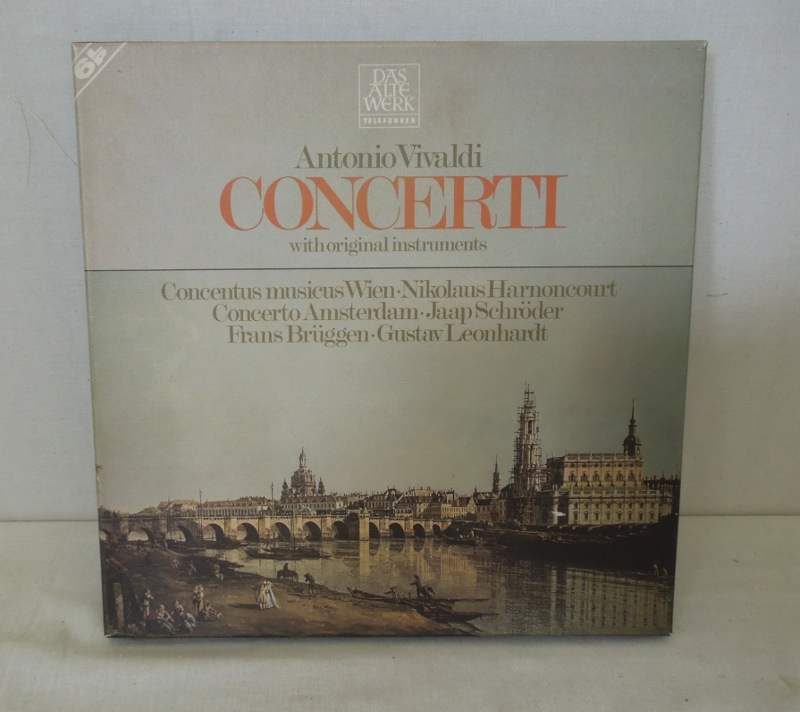 6LP
DAS
ALTE
WERK
TELEFUNKEN
Antonio Vivaldi
CONCERTI
with original instruments
Concentus musicus Wien·Nikolaus Harnoncourt
Concerto Amsterdam·Jaap Schröder
Frans Brüggen·Gustav Leonhardt